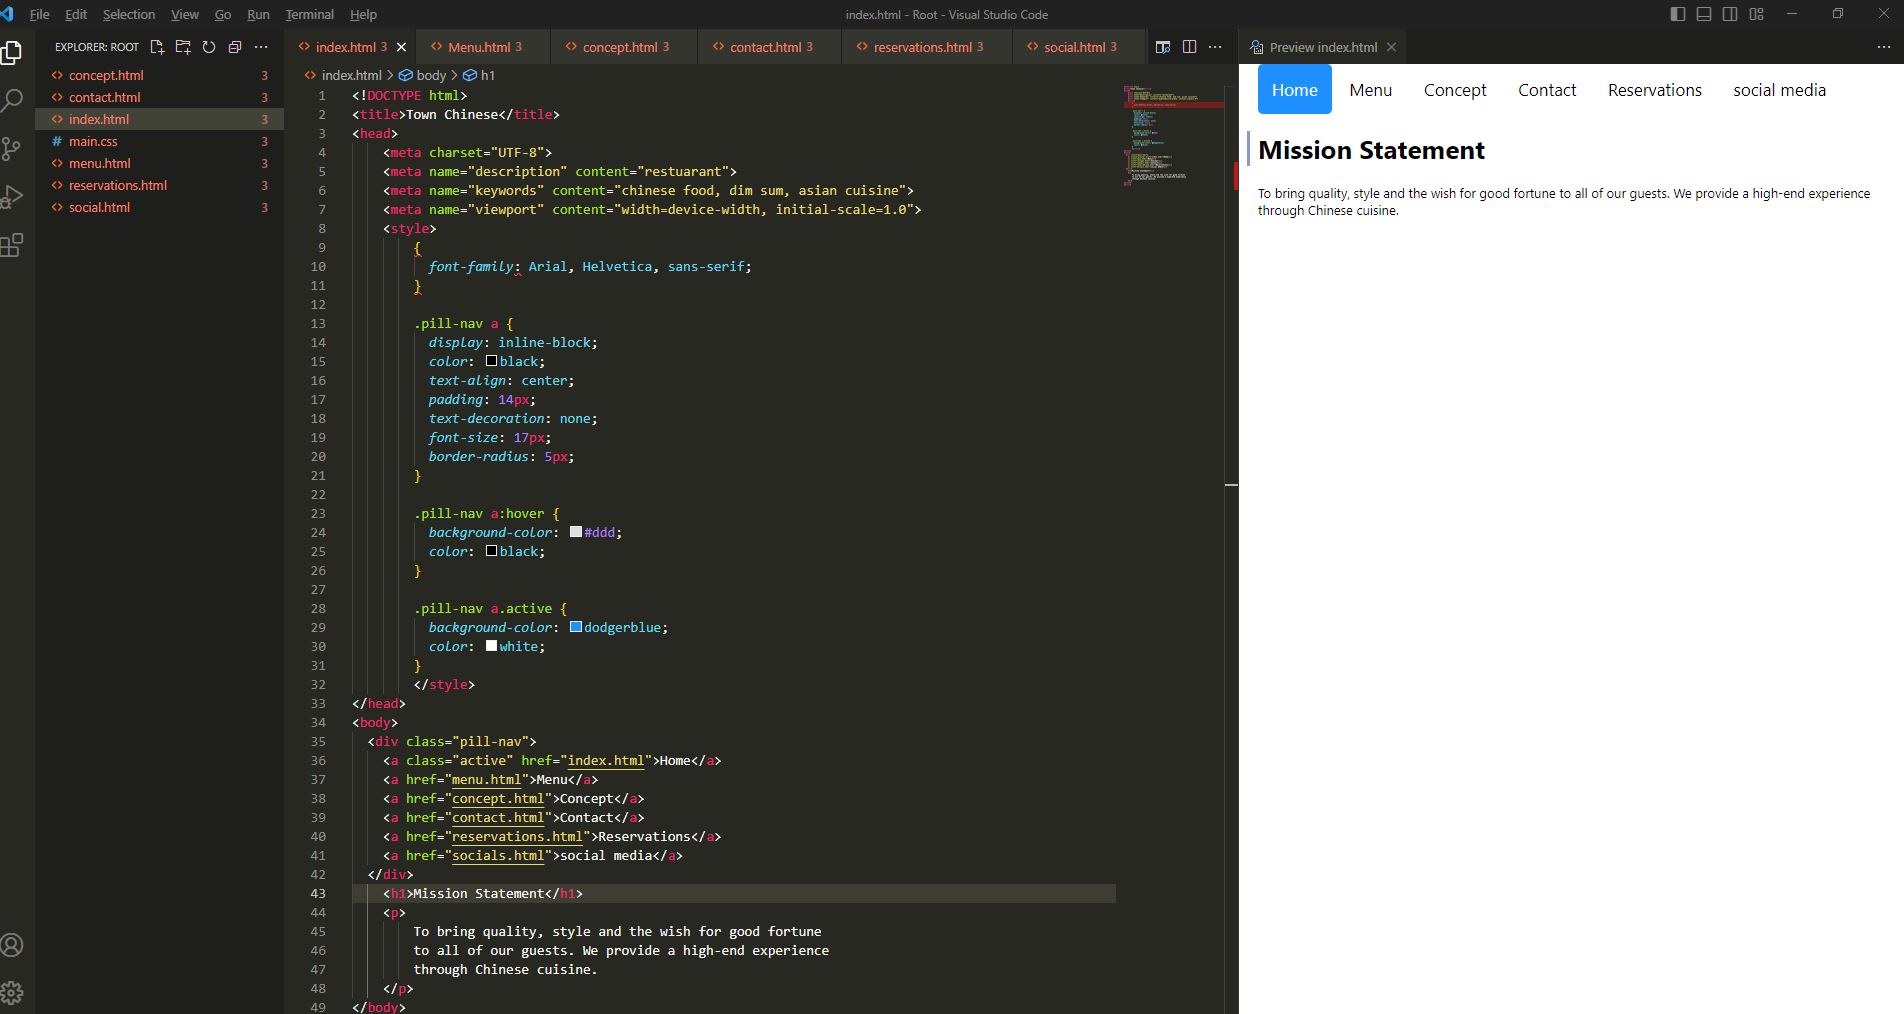 File Edit Selection View Go Run Terminal Help
index.html - Root - Visual Studio Code
EXPLORER: ROOT
concept.html 3
contact.html 3
index.html 3
main.css 3
menu.html 3
reservations.html 3
social.html 3
index.html 3 Menu.html 3 concept.html 3 contact.html 3 reservations.html 3 social.html 3
index.html > body > h1
1 <!DOCTYPE html>
2 <title>Town Chinese</title>
3 <head>
4 <meta charset="UTF-8">
5 <meta name="description" content="restuarant">
6 <meta name="keywords" content="chinese food, dim sum, asian cuisine">
7 <meta name="viewport" content="width=device-width, initial-scale=1.0">
8 <style>
9 {
10 font-family: Arial, Helvetica, sans-serif;
11 }
12
13 .pill-nav a {
14 display: inline-block;
15 color: black;
16 text-align: center;
17 padding: 14px;
18 text-decoration: none;
19 font-size: 17px;
20 border-radius: 5px;
21 }
22
23 .pill-nav a:hover {
24 background-color: #ddd;
25 color: black;
26 }
27
28 .pill-nav a.active {
29 background-color: dodgerblue;
30 color: white;
31 }
32 </style>
33 </head>
34 <body>
35 <div class="pill-nav">
36 <a class="active" href="index.html">Home</a>
37 <a href="menu.html">Menu</a>
38 <a href="concept.html">Concept</a>
39 <a href="contact.html">Contact</a>
40 <a href="reservations.html">Reservations</a>
41 <a href="socials.html">social media</a>
42 </div>
43 <h1>Mission Statement</h1>
44 <p>
45 To bring quality, style and the wish for good fortune
46 to all of our guests. We provide a high-end experience
47 through Chinese cuisine.
48 </p>
49 </body>
Preview index.html
Home Menu Concept Contact Reservations social media
Mission Statement
To bring quality, style and the wish for good fortune to all of our guests. We provide a high-end experience
through Chinese cuisine.